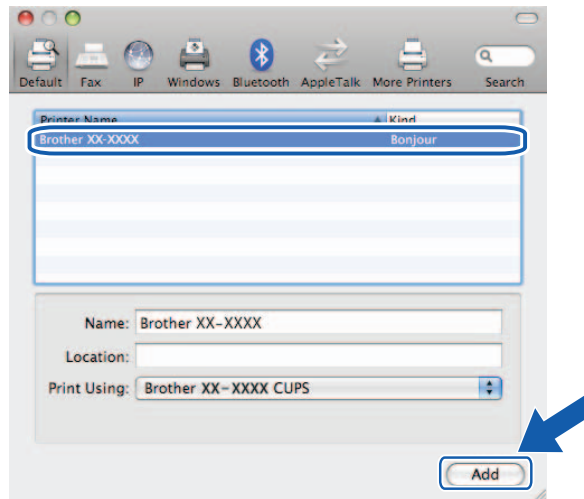 Default Fax IP Windows Bluetooth AppleTalk More Printers Search
Printer Name Kind
Brother XX-XXXX Bonjour
Name: Brother XX-XXXX
Location:
Print Using: Brother XX-XXXX CUPS
Add